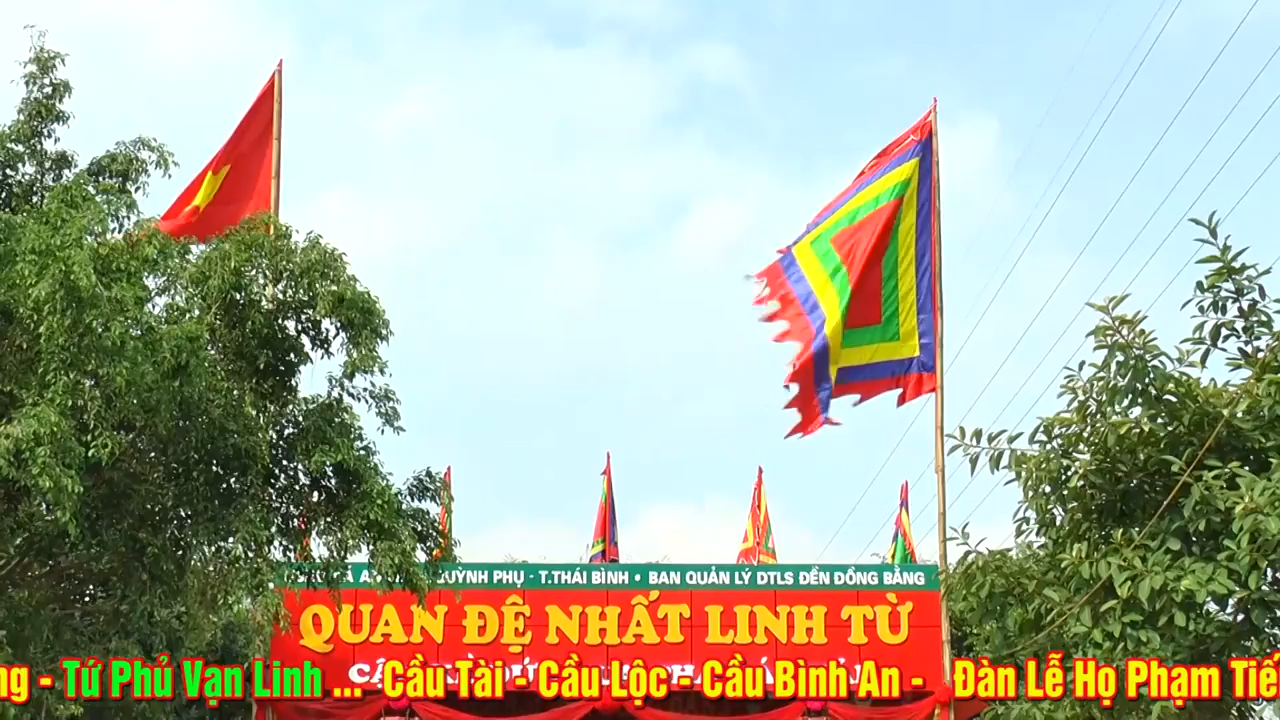 QUỲNH PHỤ - T.THÁI BÌNH • BAN QUẢN LÝ DTLS ĐỀN ĐỒNG BẰNG
QUAN ĐỆ NHẤT LINH TỪ
- Tứ Phủ Vạn Linh ... Cầu Tài - Cầu Lộc - Cầu Bình An - Đàn Lễ Họ Phạm